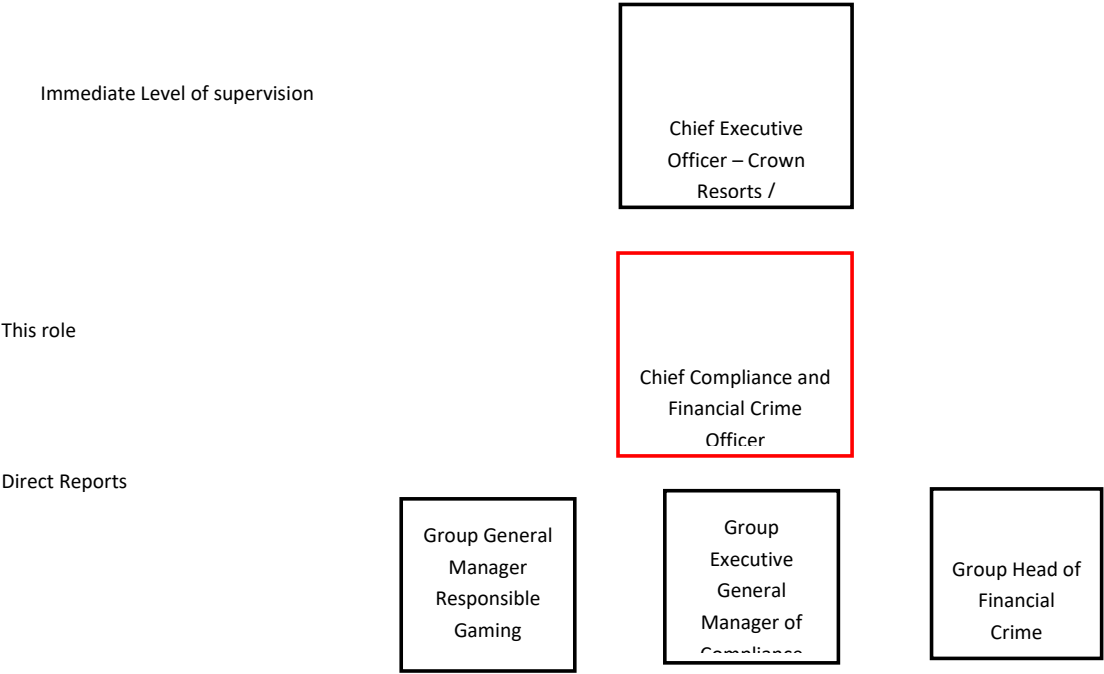 Immediate Level of supervision
Chief Executive
Officer – Crown
Resorts /
This role
Chief Compliance and
Financial Crime
Officer
Direct Reports
Group General
Manager
Responsible
Gaming
Group
Executive
General
Manager of
Compliance
Group Head of
Financial
Crime